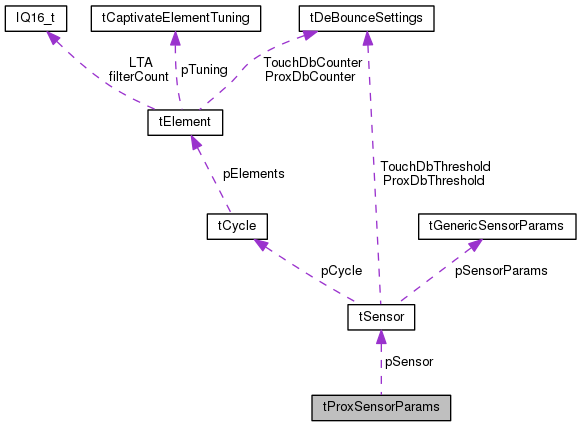 IQ16_t
tCaptivateElementTuning
tDeBounceSettings
LTA
filterCount
pTuning
TouchDbCounter
ProxDbCounter
tElement
pElements
TouchDbThreshold
ProxDbThreshold
tCycle
tGenericSensorParams
pCycle
pSensorParams
tSensor
pSensor
tProxSensorParams